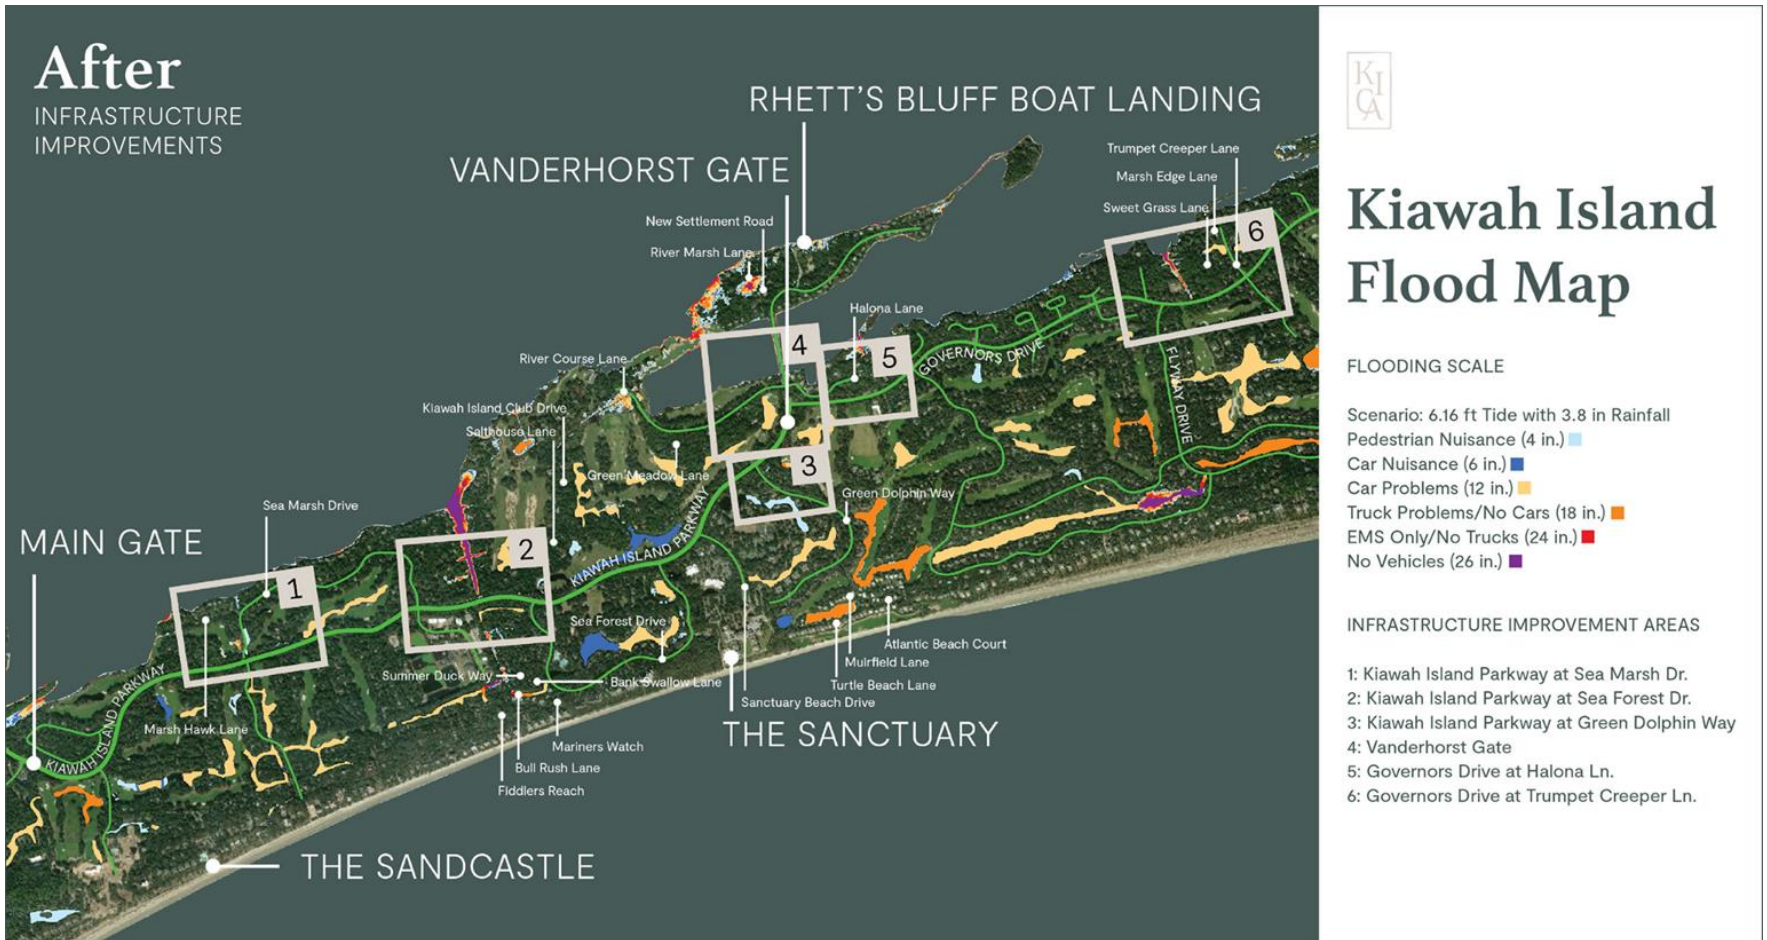 After
INFRASTRUCTURE
IMPROVEMENTS
RHETT'S BLUFF BOAT LANDING
VANDERHORST GATE
Trumpet Creeper Lane
Marsh Edge Lane
Sweet Grass Lane
New Settlement Road
River Marsh Lane
6
Halona Lane
4
5
GOVERNORS DRIVE
FLYWAY DRIVE
River Course Lane
Kiawah Island Club Drive
Salthouse Lane
Green Meadow Lane
3
Green Dolphin Way
Sea Marsh Drive
MAIN GATE
2
KIAWAH ISLAND PARKWAY
1
Sea Forest Drive
Atlantic Beach Court
Muirfield Lane
Turtle Beach Lane
Sanctuary Beach Drive
THE SANCTUARY
Summer Duck Way
Bank Swallow Lane
KIAWAH ISLAND PARKWAY
Marsh Hawk Lane
Mariners Watch
Bull Rush Lane
Fiddlers Reach
THE SANDCASTLE
KICA
Kiawah Island
Flood Map
FLOODING SCALE
Scenario: 6.16 ft Tide with 3.8 in Rainfall
Pedestrian Nuisance (4 in.)
Car Nuisance (6 in.)
Car Problems (12 in.)
Truck Problems/No Cars (18 in.)
EMS Only/No Trucks (24 in.)
No Vehicles (26 in.)
INFRASTRUCTURE IMPROVEMENT AREAS
1: Kiawah Island Parkway at Sea Marsh Dr.
2: Kiawah Island Parkway at Sea Forest Dr.
3: Kiawah Island Parkway at Green Dolphin Way
4: Vanderhorst Gate
5: Governors Drive at Halona Ln.
6: Governors Drive at Trumpet Creeper Ln.